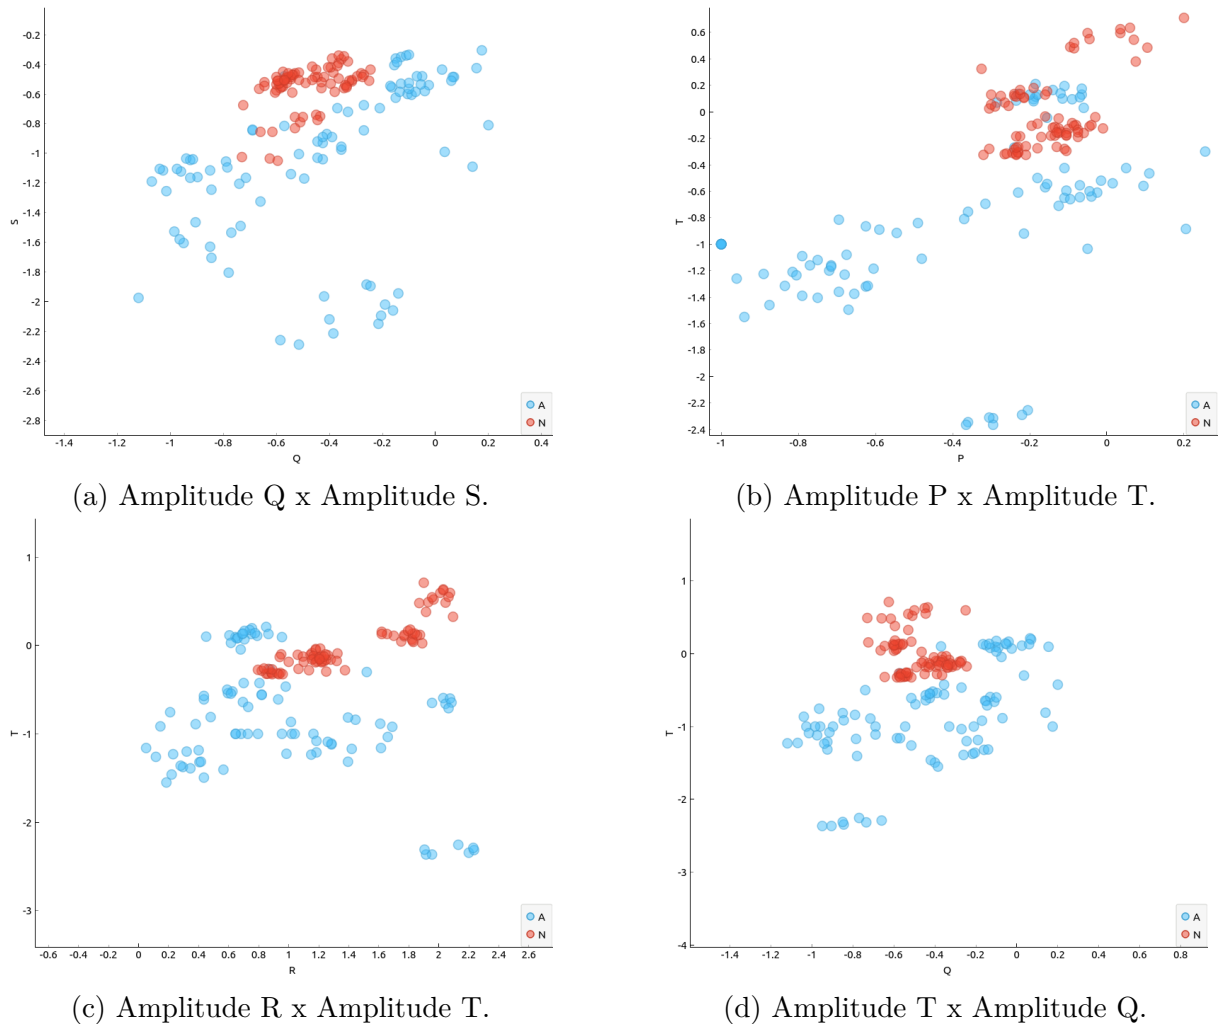 -0.2
-0.4
-0.6
-0.8
-1
-1.2
-1.4
-1.6
-1.8
-2
-2.2
-2.4
-2.6
-2.8
S
-1.4 -1.2 -1 -0.8 -0.6 -0.4 -0.2 0 0.2 0.4
Q
A
N
(a) Amplitude Q x Amplitude S.
0.6
0.4
0.2
0
-0.2
-0.4
-0.6
-0.8
-1
-1.2
-1.4
-1.6
-1.8
-2
-2.2
-2.4
T
-1 -0.8 -0.6 -0.4 -0.2 0 0.2
P
A
N
(b) Amplitude P x Amplitude T.
1
0
-1
-2
-3
T
-0.6 -0.4 -0.2 0 0.2 0.4 0.6 0.8 1 1.2 1.4 1.6 1.8 2 2.2 2.4 2.6
R
A
N
(c) Amplitude R x Amplitude T.
1
0
-1
-2
-3
-4
T
-1.4 -1.2 -1 -0.8 -0.6 -0.4 -0.2 0 0.2 0.4 0.6 0.8
Q
A
N
(d) Amplitude T x Amplitude Q.